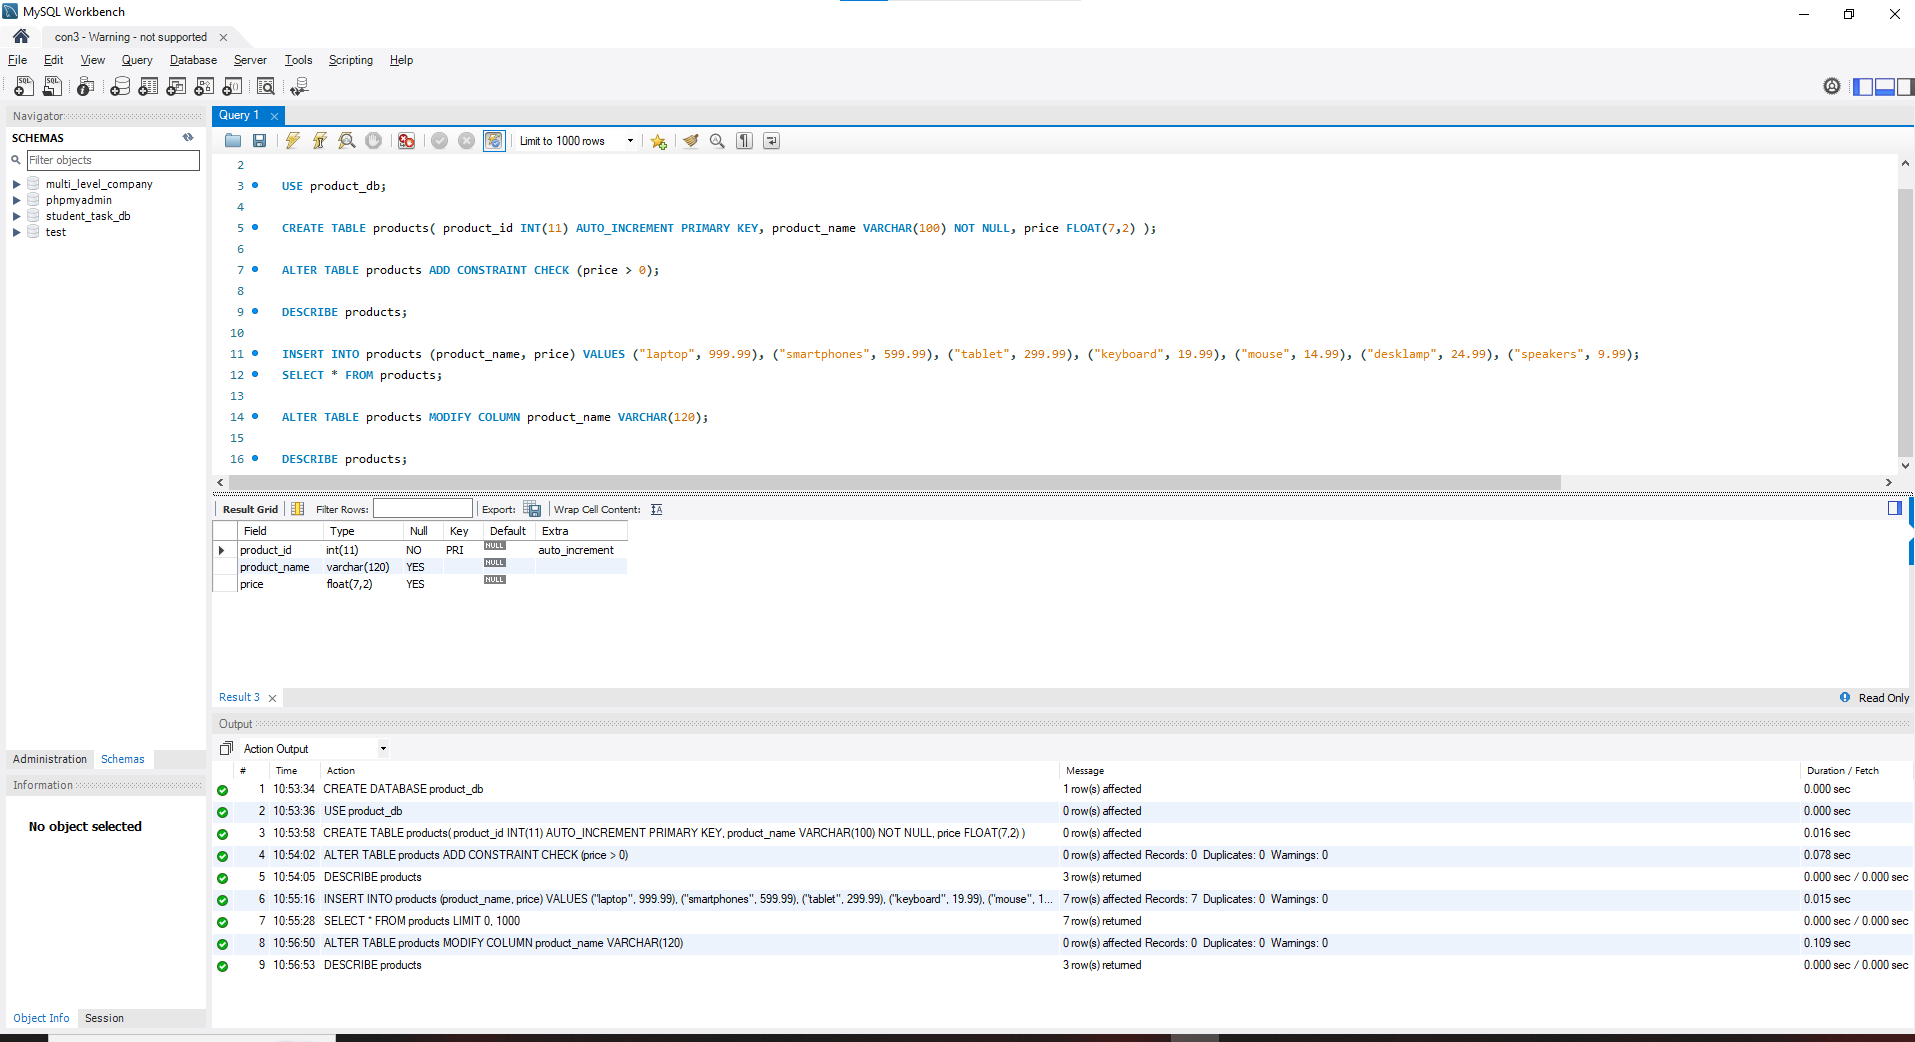 MySQL Workbench
con3 - Warning - not supported
File Edit View Query Database Server Tools Scripting Help
Navigator
SCHEMAS
Filter objects
multi_level_company
phpmyadmin
student_task_db
test
Administration Schemas
Information
No object selected
Object Info Session
Query 1
Limit to 1000 rows
2
3 USE product_db;
4
5 CREATE TABLE products( product_id INT(11) AUTO_INCREMENT PRIMARY KEY, product_name VARCHAR(100) NOT NULL, price FLOAT(7,2) );
6
7 ALTER TABLE products ADD CONSTRAINT CHECK (price > 0);
8
9 DESCRIBE products;
10
11 INSERT INTO products (product_name, price) VALUES ("laptop", 999.99), ("smartphones", 599.99), ("tablet", 299.99), ("keyboard", 19.99), ("mouse", 14.99), ("desklamp", 24.99), ("speakers", 9.99);
12 SELECT * FROM products;
13
14 ALTER TABLE products MODIFY COLUMN product_name VARCHAR(120);
15
16 DESCRIBE products;
Result Grid Filter Rows: Export: Wrap Cell Content:
Field Type Null Key Default Extra
product_id int(11) NO PRI NULL auto_increment
product_name varchar(120) YES NULL
price float(7,2) YES NULL
Result 3 Read Only
Output
Action Output
# Time Action Message Duration / Fetch
1 10:53:34 CREATE DATABASE product_db 1 row(s) affected 0.000 sec
2 10:53:36 USE product_db 0 row(s) affected 0.000 sec
3 10:53:58 CREATE TABLE products( product_id INT(11) AUTO_INCREMENT PRIMARY KEY, product_name VARCHAR(100) NOT NULL, price FLOAT(7,2) ) 0 row(s) affected 0.016 sec
4 10:54:02 ALTER TABLE products ADD CONSTRAINT CHECK (price > 0) 0 row(s) affected Records: 0 Duplicates: 0 Warnings: 0 0.078 sec
5 10:54:05 DESCRIBE products 3 row(s) returned 0.000 sec / 0.000 sec
6 10:55:16 INSERT INTO products (product_name, price) VALUES ("laptop", 999.99), ("smartphones", 599.99), ("tablet", 299.99), ("keyboard", 19.99), ("mouse", 1... 7 row(s) affected Records: 7 Duplicates: 0 Warnings: 0 0.015 sec
7 10:55:28 SELECT * FROM products LIMIT 0, 1000 7 row(s) returned 0.000 sec / 0.000 sec
8 10:56:50 ALTER TABLE products MODIFY COLUMN product_name VARCHAR(120) 0 row(s) affected Records: 0 Duplicates: 0 Warnings: 0 0.109 sec
9 10:56:53 DESCRIBE products 3 row(s) returned 0.000 sec / 0.000 sec